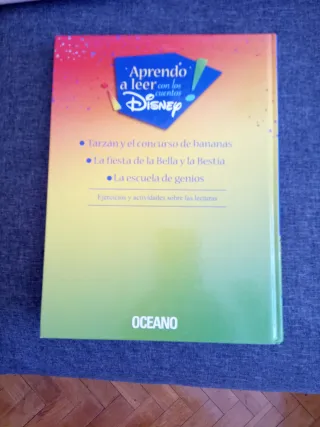 Aprendo
a leer con los
cuentos
Disney
• Tarzán y el concurso de bananas
• La fiesta de la Bella y la Bestia
• La escuela de genios
Ejercicios y actividades sobre las lecturas
OCEANO